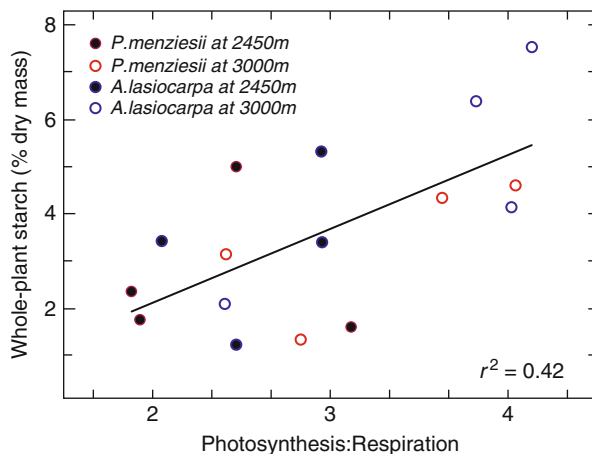 8
6
4
2
Whole-plant starch (% dry mass)
P.menziesii at 2450m
P.menziesii at 3000m
A.lasiocarpa at 2450m
A.lasiocarpa at 3000m
r² = 0.42
2 3 4
Photosynthesis:Respiration